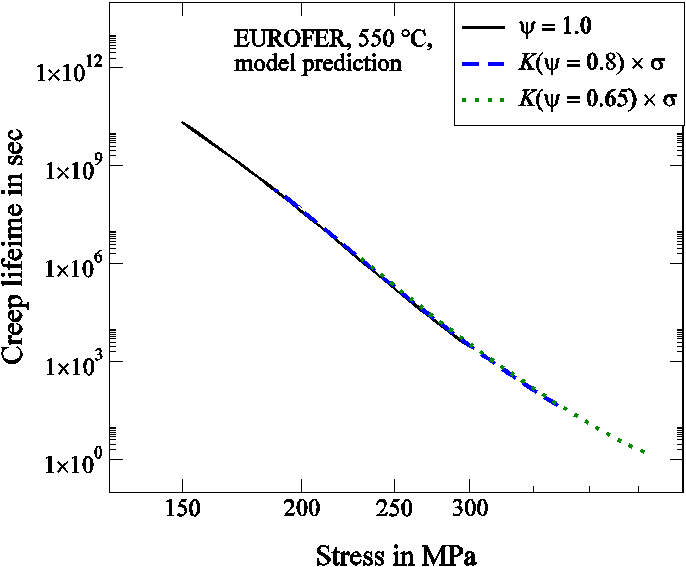 EUROFER, 550 °C,
model prediction
ψ = 1.0
K(ψ = 0.8) × σ
K(ψ = 0.65) × σ
Creep lifeime in sec
1×10¹²
1×10⁹
1×10⁶
1×10³
1×10⁰
150 200 250 300
Stress in MPa